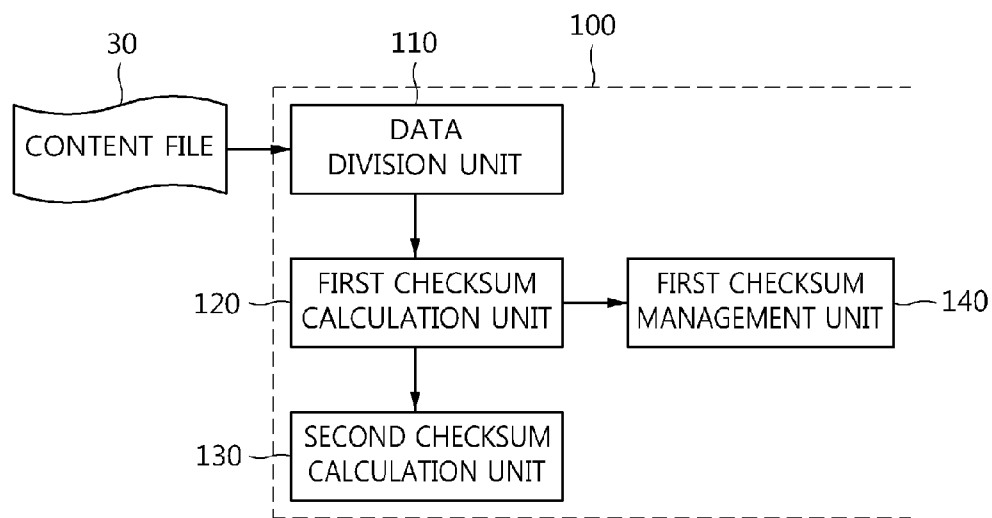 100
30
110
CONTENT FILE
DATA
DIVISION UNIT
120
FIRST CHECKSUM
CALCULATION UNIT
FIRST CHECKSUM
MANAGEMENT UNIT
140
130
SECOND CHECKSUM
CALCULATION UNIT